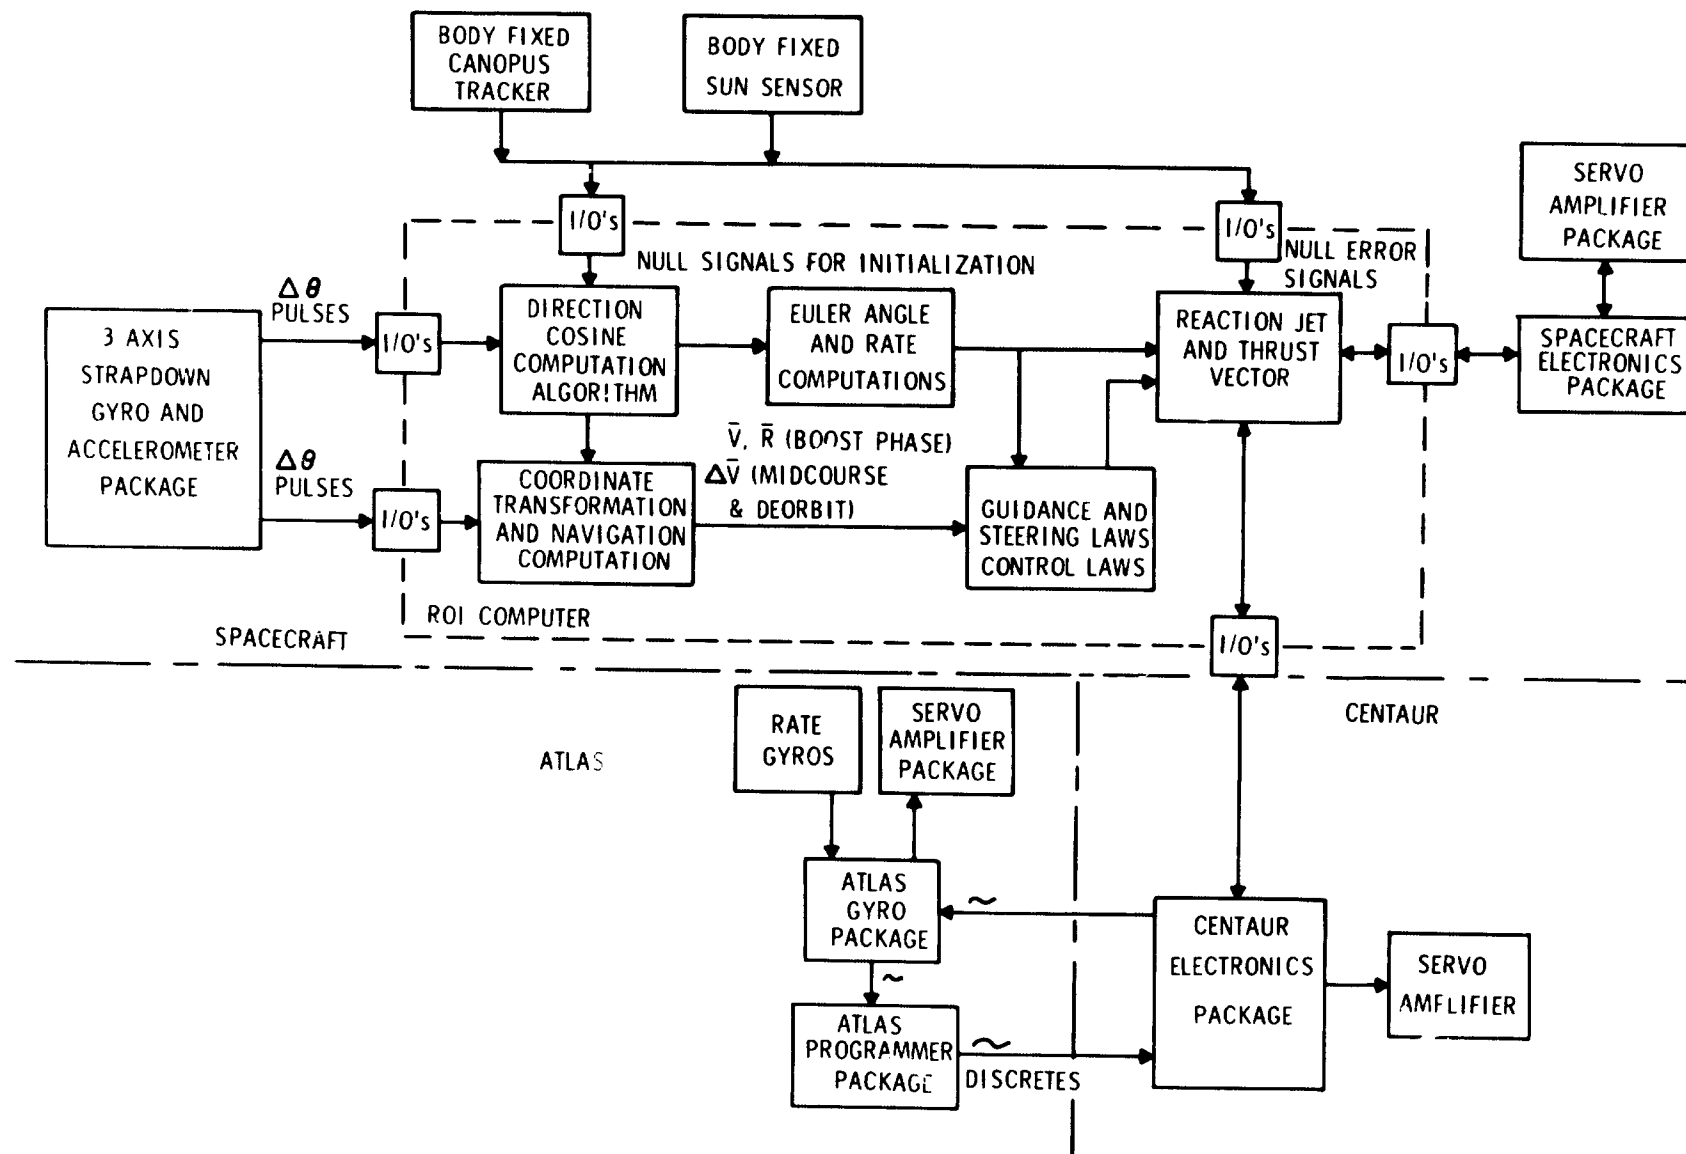 BODY FIXED
CANOPUS
TRACKER
BODY FIXED
SUN SENSOR
SERVO
AMPLIFIER
PACKAGE
I/O's
I/O's
NULL SIGNALS FOR INITIALIZATION
NULL ERROR
SIGNALS
3 AXIS
STRAPDOWN
GYRO AND
ACCELEROMETER
PACKAGE
Δθ
PULSES
I/O's
DIRECTION
COSINE
COMPUTATION
ALGORITHM
EULER ANGLE
AND RATE
COMPUTATIONS
REACTION JET
AND THRUST
VECTOR
I/O's
SPACECRAFT
ELECTRONICS
PACKAGE
Δθ
PULSES
I/O's
COORDINATE
TRANSFORMATION
AND NAVIGATION
COMPUTATION
V̄, R̄ (BOOST PHASE)
ΔV̄ (MIDCOURSE
& DEORBIT)
GUIDANCE AND
STEERING LAWS
CONTROL LAWS
ROI COMPUTER
I/O's
SPACECRAFT
CENTAUR
ATLAS
RATE
GYROS
SERVO
AMPLIFIER
PACKAGE
ATLAS
GYRO
PACKAGE
~
~
CENTAUR
ELECTRONICS
PACKAGE
SERVO
AMFLIFIER
ATLAS
PROGRAMMER
PACKAGE
~
DISCRETES